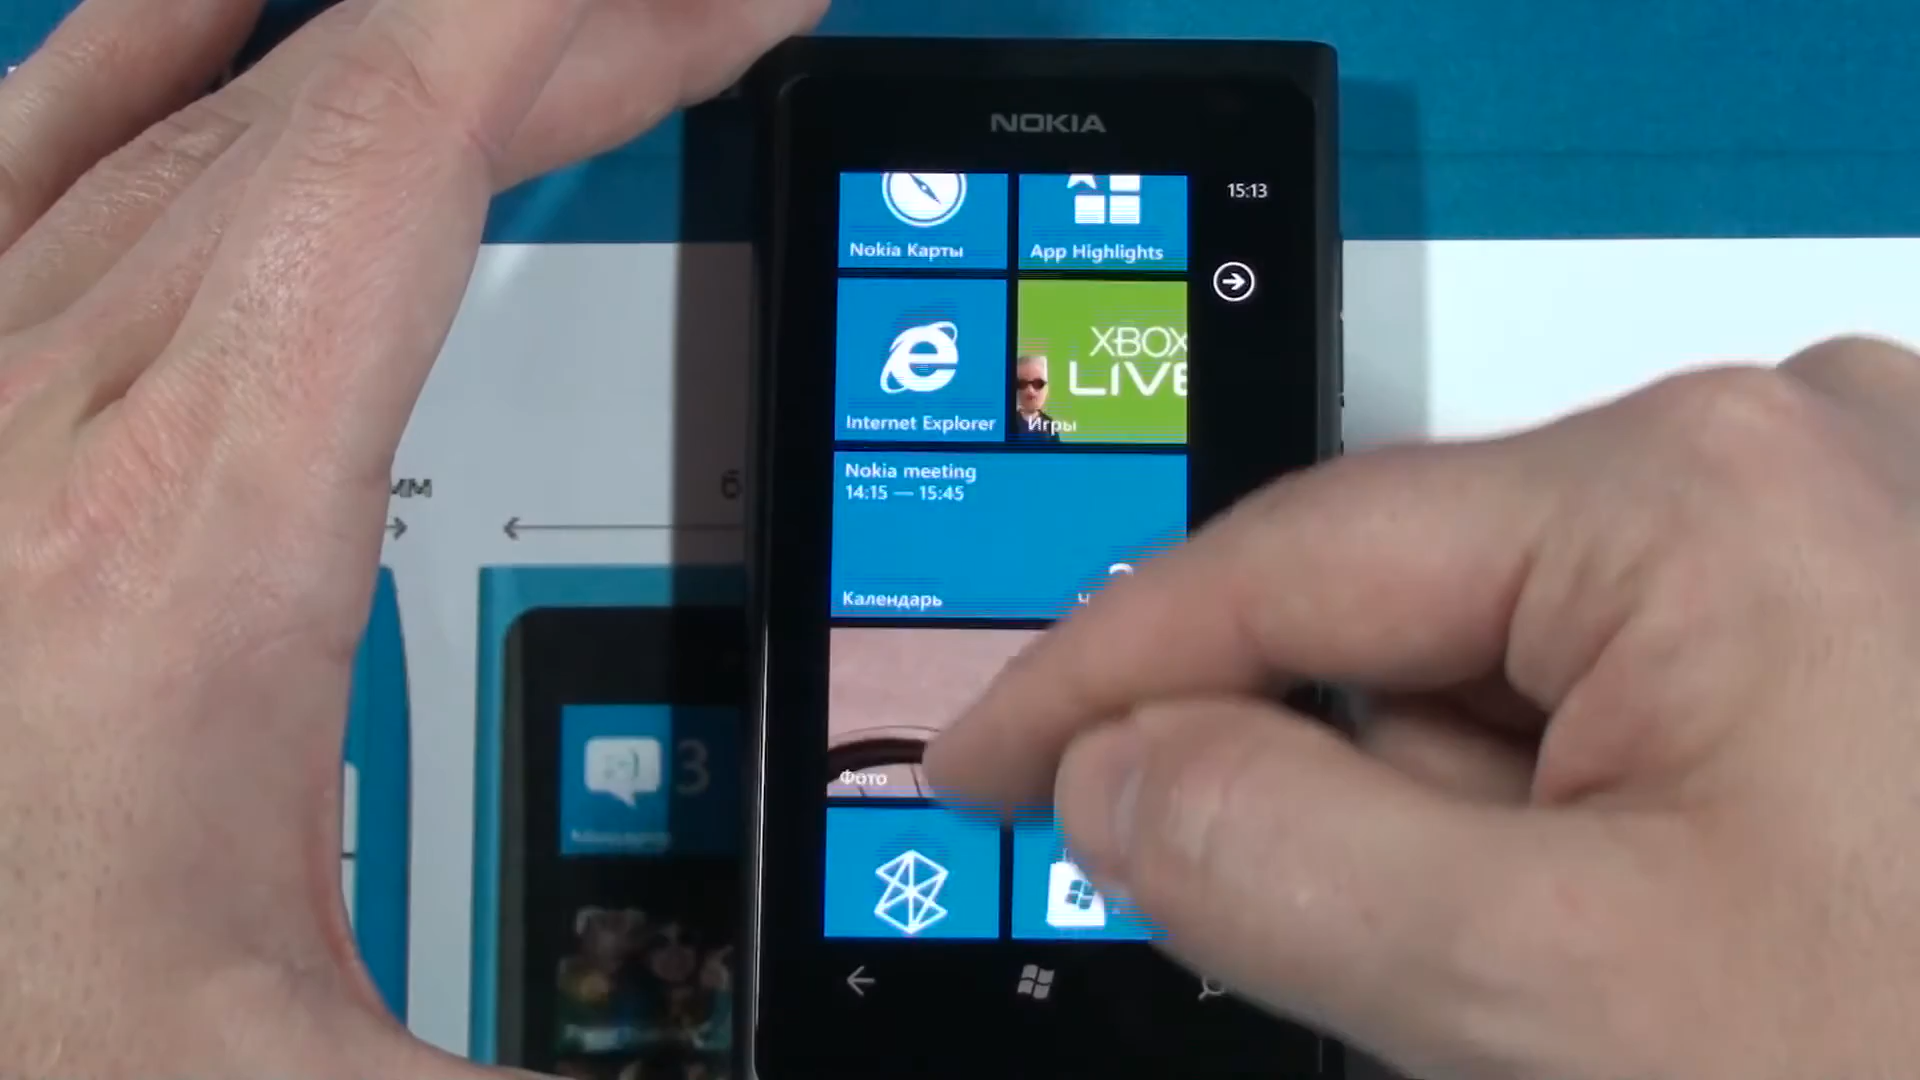 NOKIA
15:13
Nokia Карты
App Highlights
Internet Explorer
XBOX
LIVE
Игры
Nokia meeting
14:15 — 15:45
Календарь
Фото
мм
3